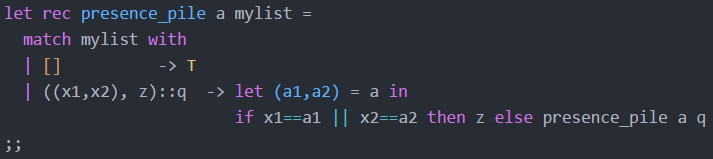 let rec presence_pile a mylist =
  match mylist with
  | []         -> T
  | ((x1,x2), z)::q  -> let (a1,a2) = a in
                        if x1==a1 || x2==a2 then z else presence_pile a q
;;